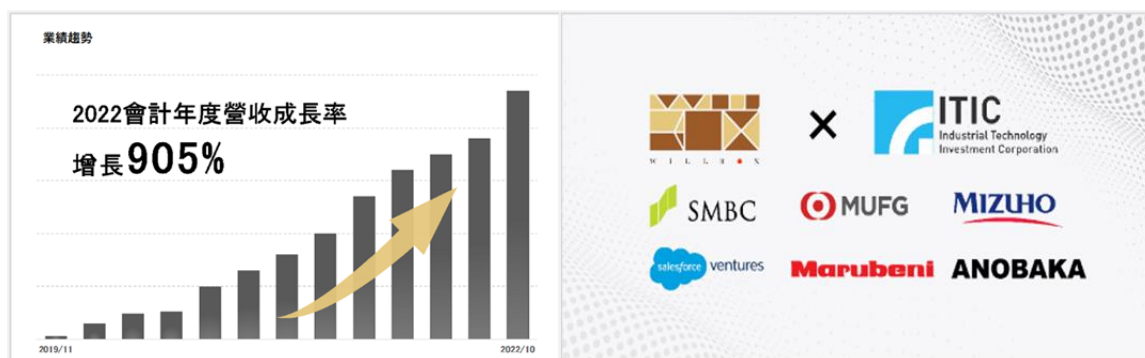 業績趨勢
2022會計年度營收成長率
增長905%
2019/11
2022/10
WILLBOX
×
ITIC
Industrial Technology
Investment Corporation
SMBC
MUFG
MIZUHO
salesforce ventures
Marubeni
ANOBAKA